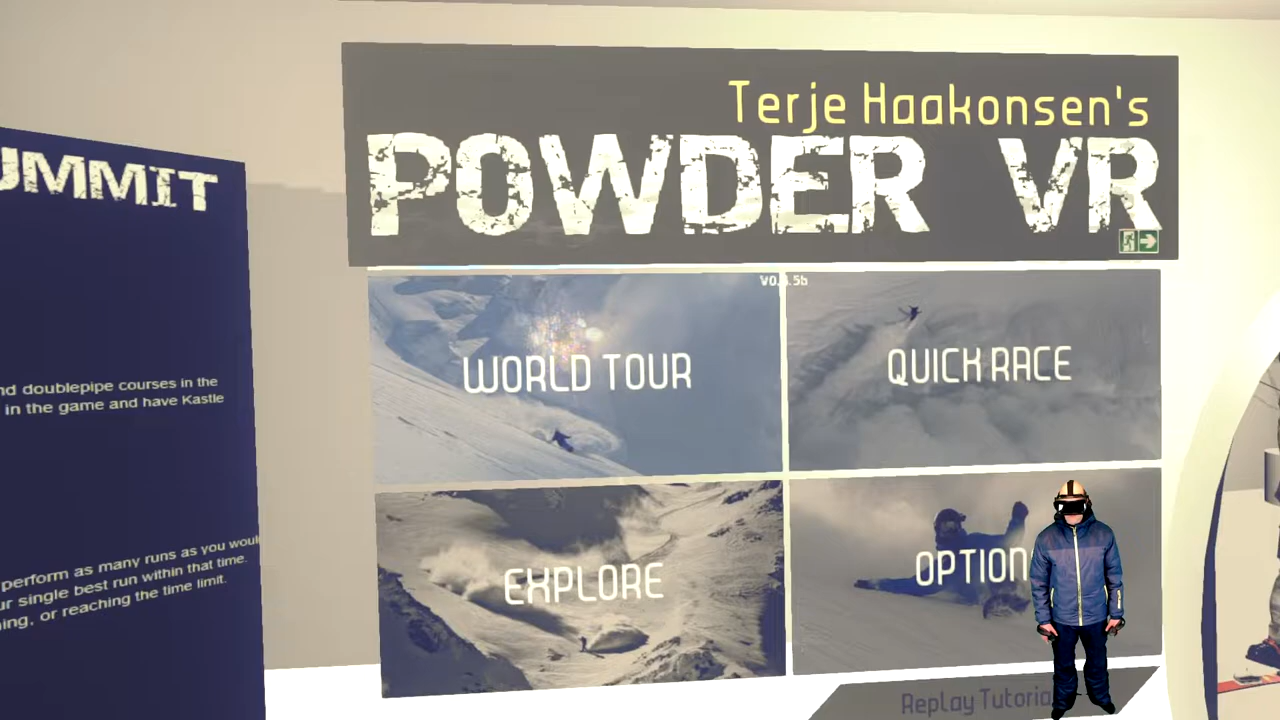 UMMIT
nd doublepipe courses in the
in the game and have Kastle
perform as many runs as you woul
ur single best run within that time.
ing, or reaching the time limit.
Terje Haakonsen's
POWDER VR
WORLD TOUR
QUICK RACE
EXPLORE
OPTION
Replay Tutoria